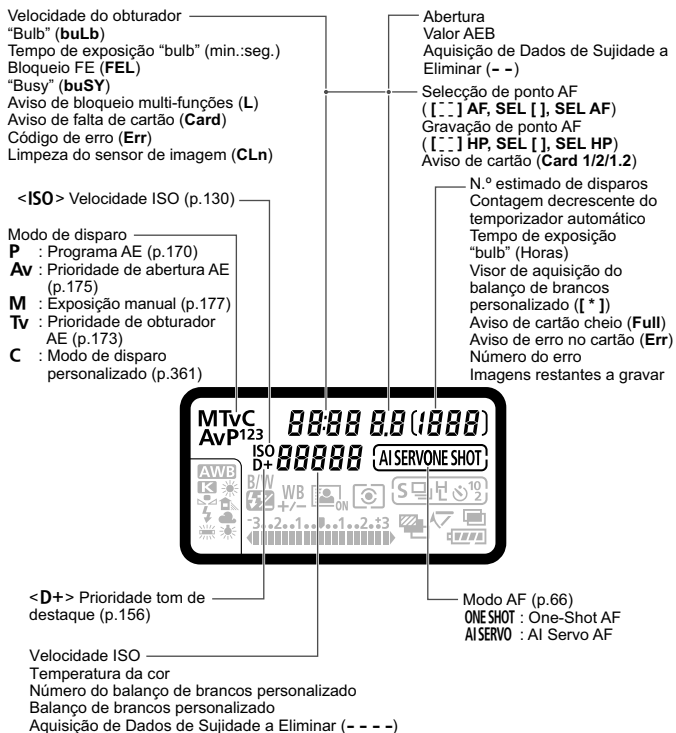 Velocidade do obturador
“Bulb” (buLb)
Tempo de exposição “bulb” (min.:seg.)
Bloqueio FE (FEL)
“Busy” (buSY)
Aviso de bloqueio multi-funções (L)
Aviso de falta de cartão (Card)
Código de erro (Err)
Limpeza do sensor de imagem (CLn)
Abertura
Valor AEB
Aquisição de Dados de Sujidade a
Eliminar (- -)
Selecção de ponto AF
( [ ] AF, SEL [ ], SEL AF)
Gravação de ponto AF
( [ ] HP, SEL [ ], SEL HP)
Aviso de cartão (Card 1/2/1.2)
<ISO> Velocidade ISO (p.130)
N.º estimado de disparos
Contagem decrescente do
temporizador automático
Tempo de exposição
“bulb” (Horas)
Visor de aquisição do
balanço de brancos
personalizado ([ * ])
Aviso de cartão cheio (Full)
Aviso de erro no cartão (Err)
Número do erro
Imagens restantes a gravar
Modo de disparo
P : Programa AE (p.170)
Av : Prioridade de abertura AE
(p.175)
M : Exposição manual (p.177)
Tv : Prioridade de obturador
AE (p.173)
C : Modo de disparo
personalizado (p.361)
MTvC 88:88 8.8 (1888)
AvP123
ISO
D+ 88888 AI SERVO ONE SHOT
AWB B/W
K WB +/- ON S H L 10 2
-3..2..1..0..1..2.+3
<D+> Prioridade tom de
destaque (p.156)
Modo AF (p.66)
ONE SHOT : One-Shot AF
AI SERVO : AI Servo AF
Velocidade ISO
Temperatura da cor
Número do balanço de brancos personalizado
Balanço de brancos personalizado
Aquisição de Dados de Sujidade a Eliminar (- - - -)